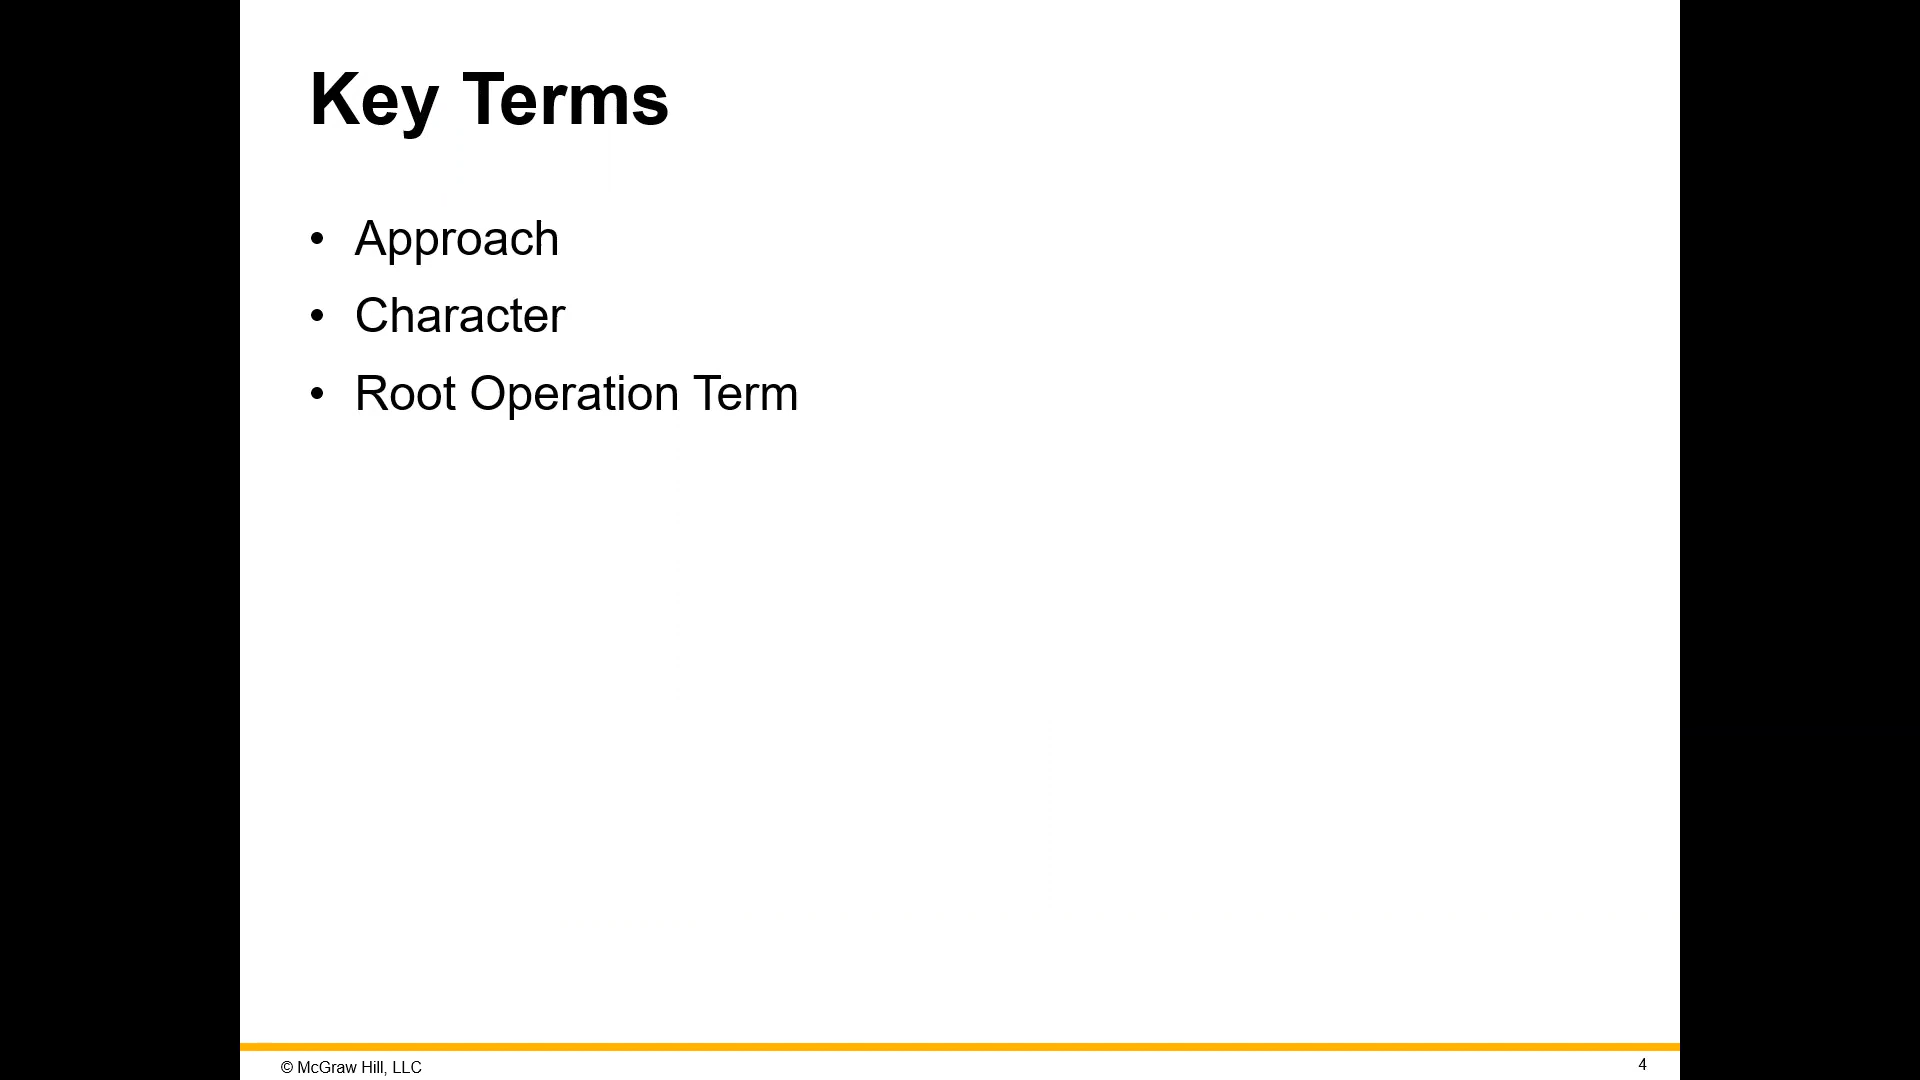 Key Terms
• Approach
• Character
• Root Operation Term
© McGraw Hill, LLC
4